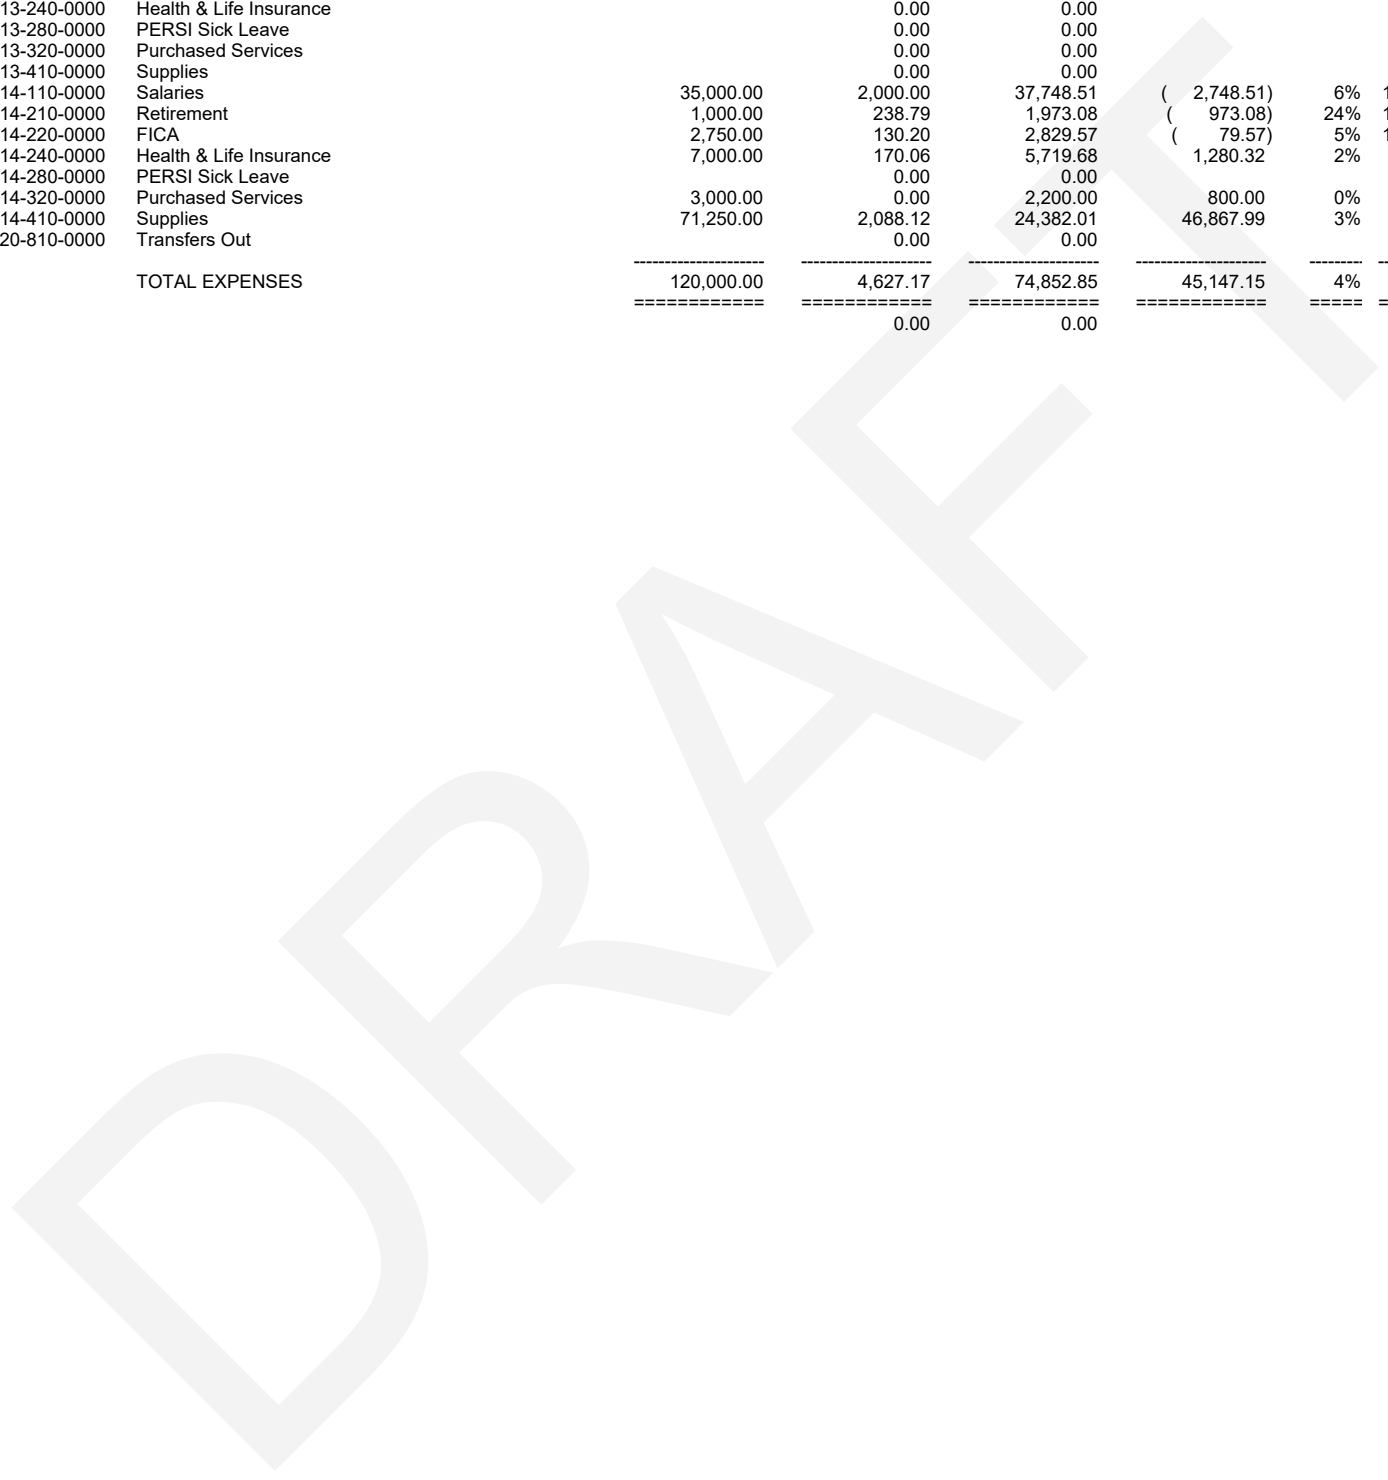 13-240-0000 Health & Life Insurance 0.00 0.00
13-280-0000 PERSI Sick Leave 0.00 0.00
13-320-0000 Purchased Services 0.00 0.00
13-410-0000 Supplies 0.00 0.00
14-110-0000 Salaries 35,000.00 2,000.00 37,748.51 ( 2,748.51) 6% 1
14-210-0000 Retirement 1,000.00 238.79 1,973.08 ( 973.08) 24% 1
14-220-0000 FICA 2,750.00 130.20 2,829.57 ( 79.57) 5% 1
14-240-0000 Health & Life Insurance 7,000.00 170.06 5,719.68 1,280.32 2%
14-280-0000 PERSI Sick Leave 0.00 0.00
14-320-0000 Purchased Services 3,000.00 0.00 2,200.00 800.00 0%
14-410-0000 Supplies 71,250.00 2,088.12 24,382.01 46,867.99 3%
20-810-0000 Transfers Out 0.00 0.00
--------------------- --------------------- --------------------- --------------------- --------- --
TOTAL EXPENSES 120,000.00 4,627.17 74,852.85 45,147.15 4%
============ ============ ============ ============ ===== =
0.00 0.00
DRAFT